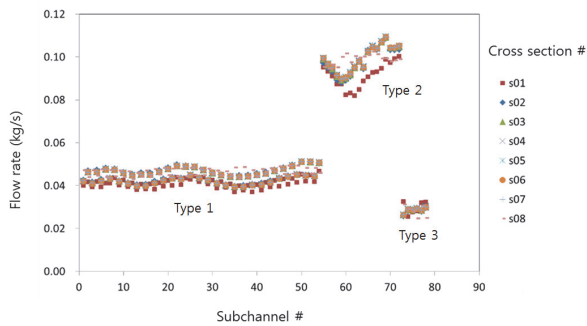 0.12
0.10
0.08
0.06
0.04
0.02
0.00
Flow rate (kg/s)
0 10 20 30 40 50 60 70 80 90
Subchannel #
Type 1
Type 2
Type 3
Cross section #
s01
s02
s03
s04
s05
s06
s07
s08